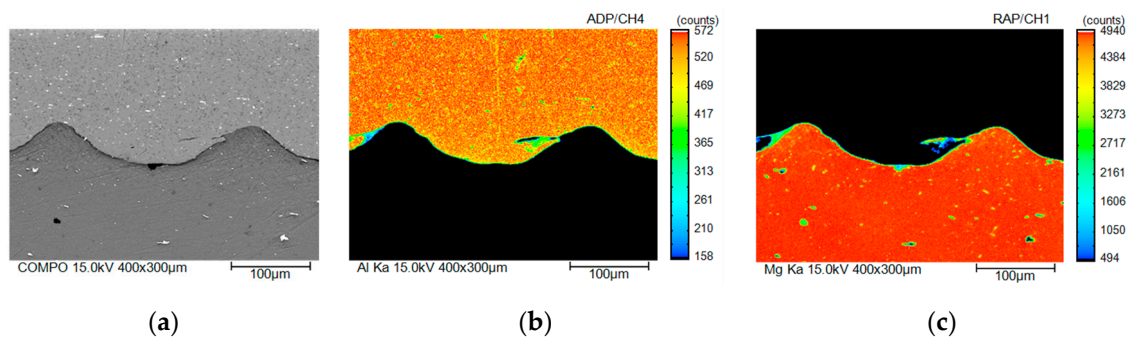 ADP/CH4
(counts)
572
520
469
417
365
313
261
210
158
RAP/CH1
(counts)
4940
4384
3829
3273
2717
2161
1606
1050
494
COMPO 15.0kV 400x300µm
100µm
Al Ka 15.0kV 400x300µm
100µm
Mg Ka 15.0kV 400x300µm
100µm
(a)
(b)
(c)